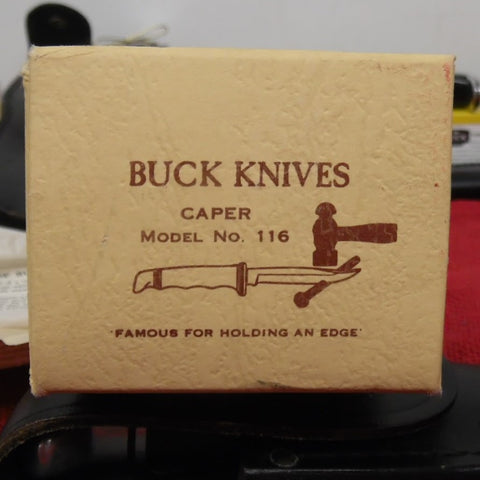 BUCK KNIVES
CAPER
MODEL NO. 116
"FAMOUS FOR HOLDING AN EDGE"